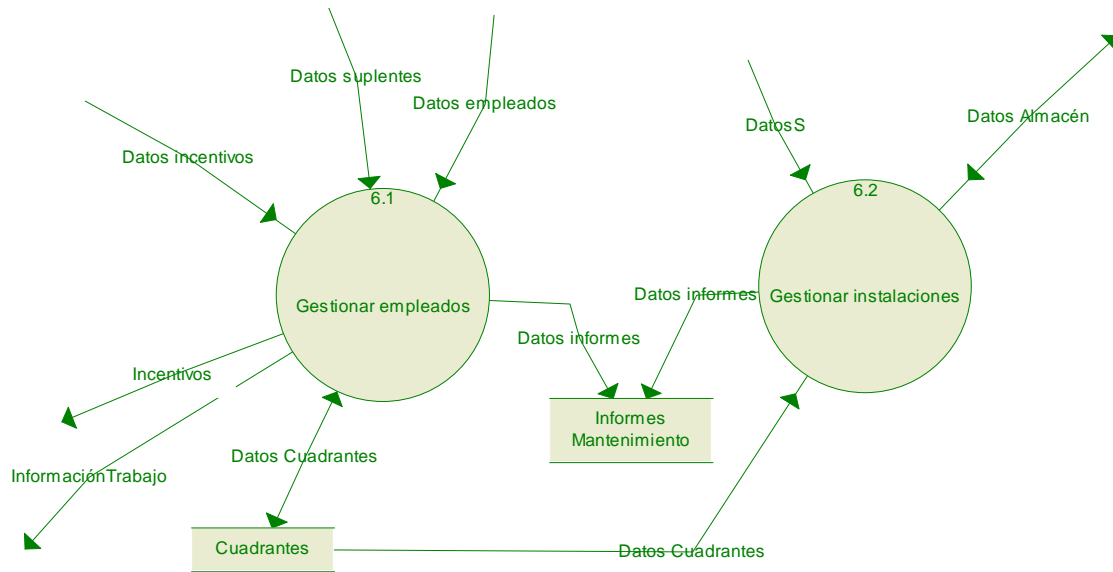 Datos suplentes
Datos empleados
Datos incentivos
DatosS
Datos Almacén
6.1
Gestionar empleados
6.2
Gestionar instalaciones
Datos informes
Datos informes
Incentivos
InformaciónTrabajo
Datos Cuadrantes
Informes
Mantenimiento
Cuadrantes
Datos Cuadrantes